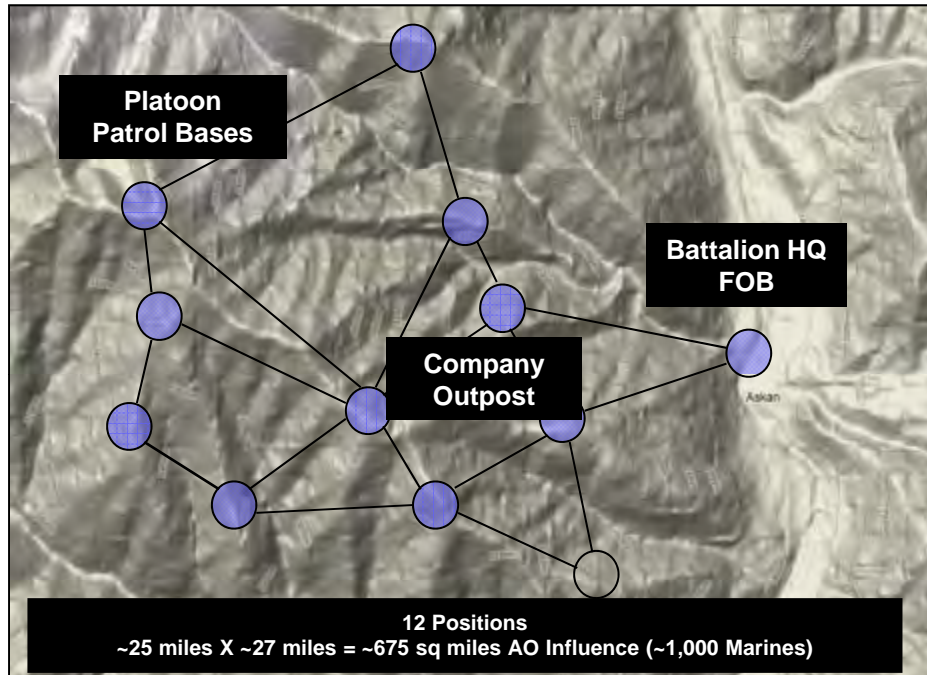 Platoon
Patrol Bases
Battalion HQ
FOB
Company
Outpost
Askan
12 Positions
~25 miles X ~27 miles = ~675 sq miles AO Influence (~1,000 Marines)